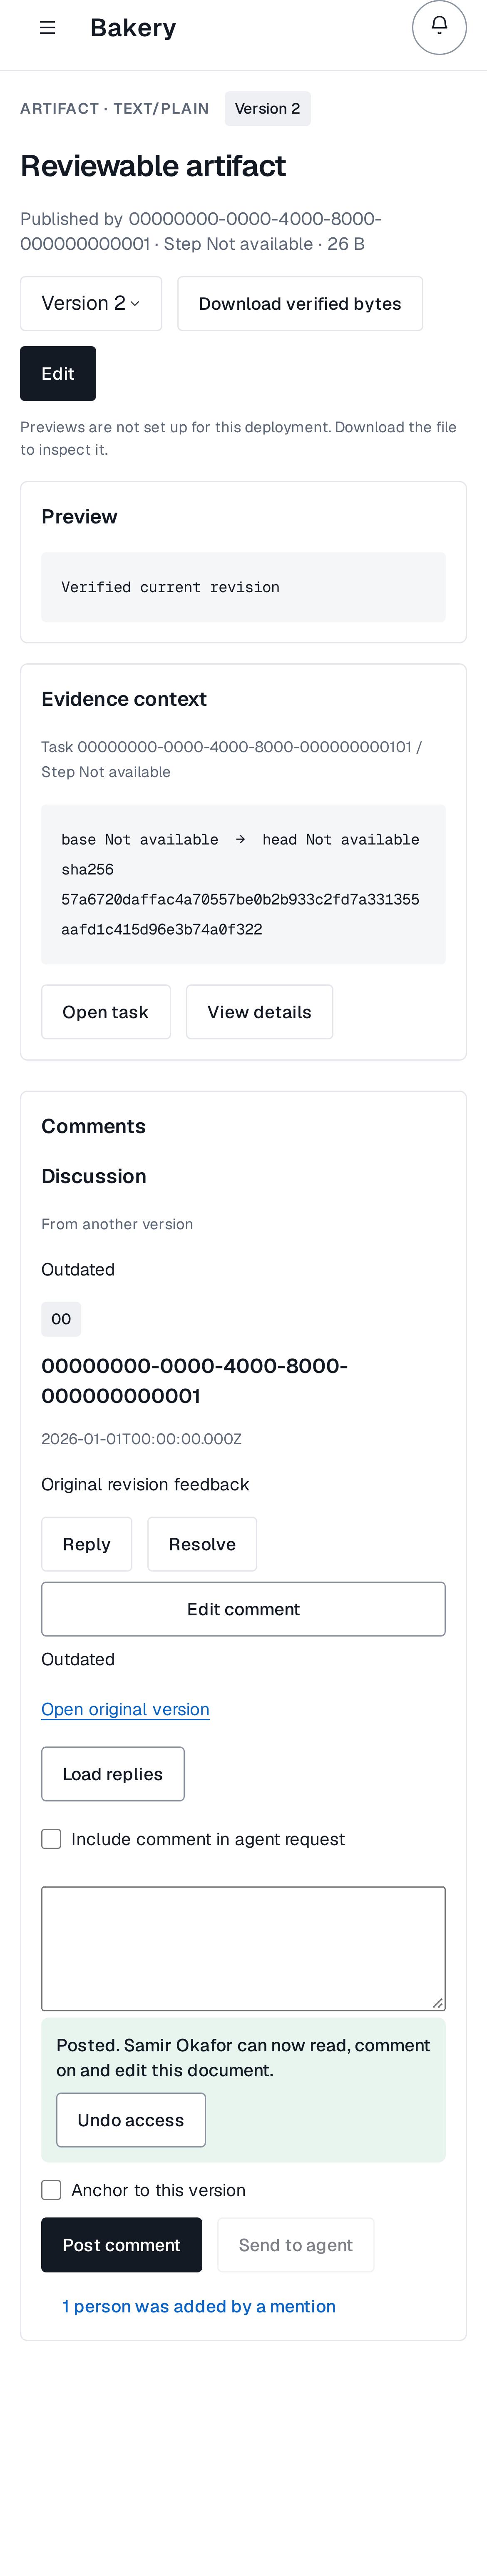 Bakery
ARTIFACT · TEXT/PLAIN
Version 2
Reviewable artifact
Published by 00000000-0000-4000-8000-
000000000001 · Step Not available · 26 B
Version 2
Download verified bytes
Edit
Previews are not set up for this deployment. Download the file
to inspect it.
Preview
Verified current revision
Evidence context
Task 00000000-0000-4000-8000-000000000101 /
Step Not available
base Not available → head Not available
sha256
57a6720daffac4a70557be0b2b933c2fd7a331355
aafd1c415d96e3b74a0f322
Open task
View details
Comments
Discussion
From another version
Outdated
00
00000000-0000-4000-8000-
000000000001
2026-01-01T00:00:00.000Z
Original revision feedback
Reply
Resolve
Edit comment
Outdated
Open original version
Load replies
Include comment in agent request
Posted. Samir Okafor can now read, comment
on and edit this document.
Undo access
Anchor to this version
Post comment
Send to agent
1 person was added by a mention